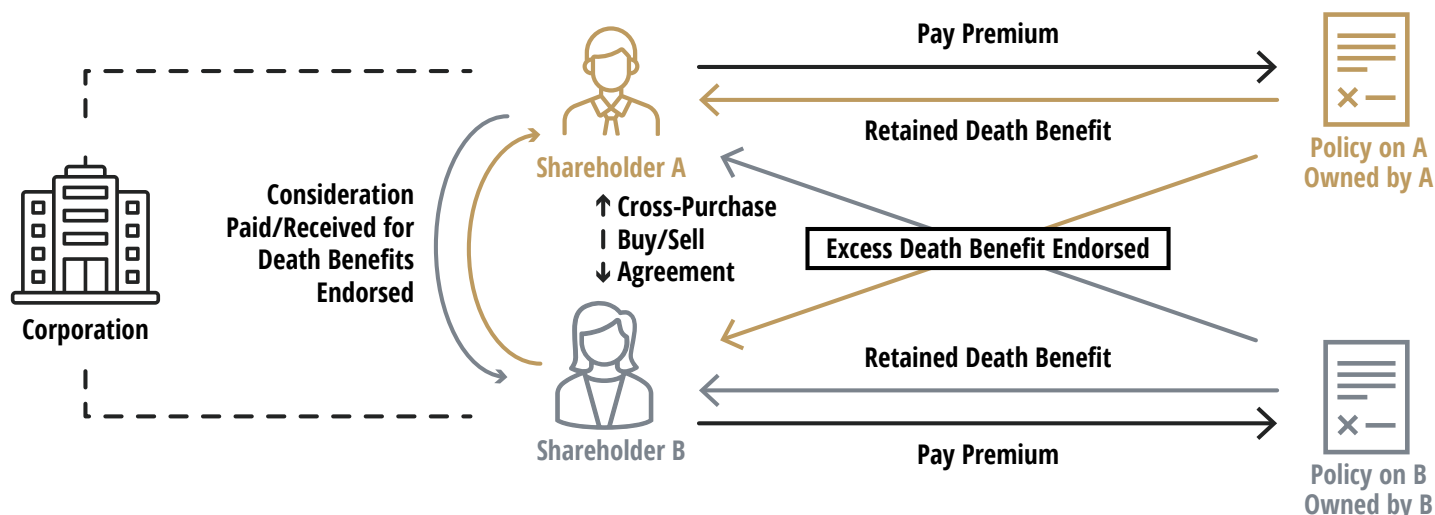 Pay Premium
Retained Death Benefit
Policy on A
Owned by A
Shareholder A
Consideration
Paid/Received for
Death Benefits
Endorsed
Cross-Purchase
Buy/Sell
Agreement
Excess Death Benefit Endorsed
Corporation
Retained Death Benefit
Shareholder B
Pay Premium
Policy on B
Owned by B